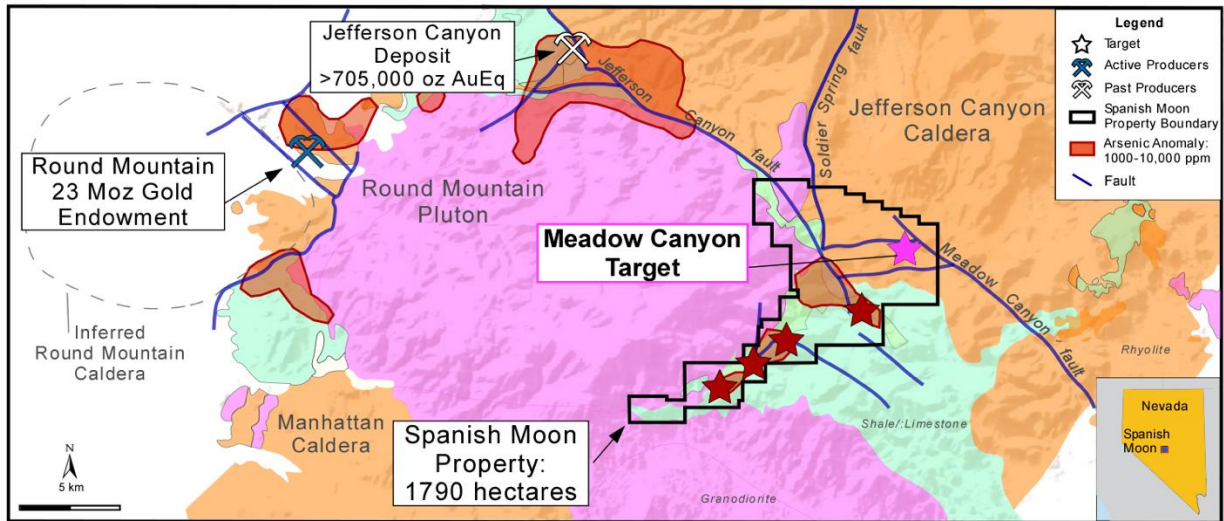 Jefferson Canyon
Deposit
>705,000 oz AuEq
Jefferson Canyon fault
Soldier Spring fault
Jefferson Canyon
Caldera
Legend
Target
Active Producers
Past Producers
Spanish Moon
Property Boundary
Arsenic Anomaly:
1000-10,000 ppm
Fault
Round Mountain
23 Moz Gold
Endowment
Round Mountain
Pluton
Meadow Canyon
Target
Meadow Canyon fault
Inferred
Round Mountain
Caldera
Rhyolite
Manhattan
Caldera
Shale/:Limestone
Spanish Moon
Property:
1790 hectares
Granodiorite
N
5 km
Nevada
Spanish
Moon